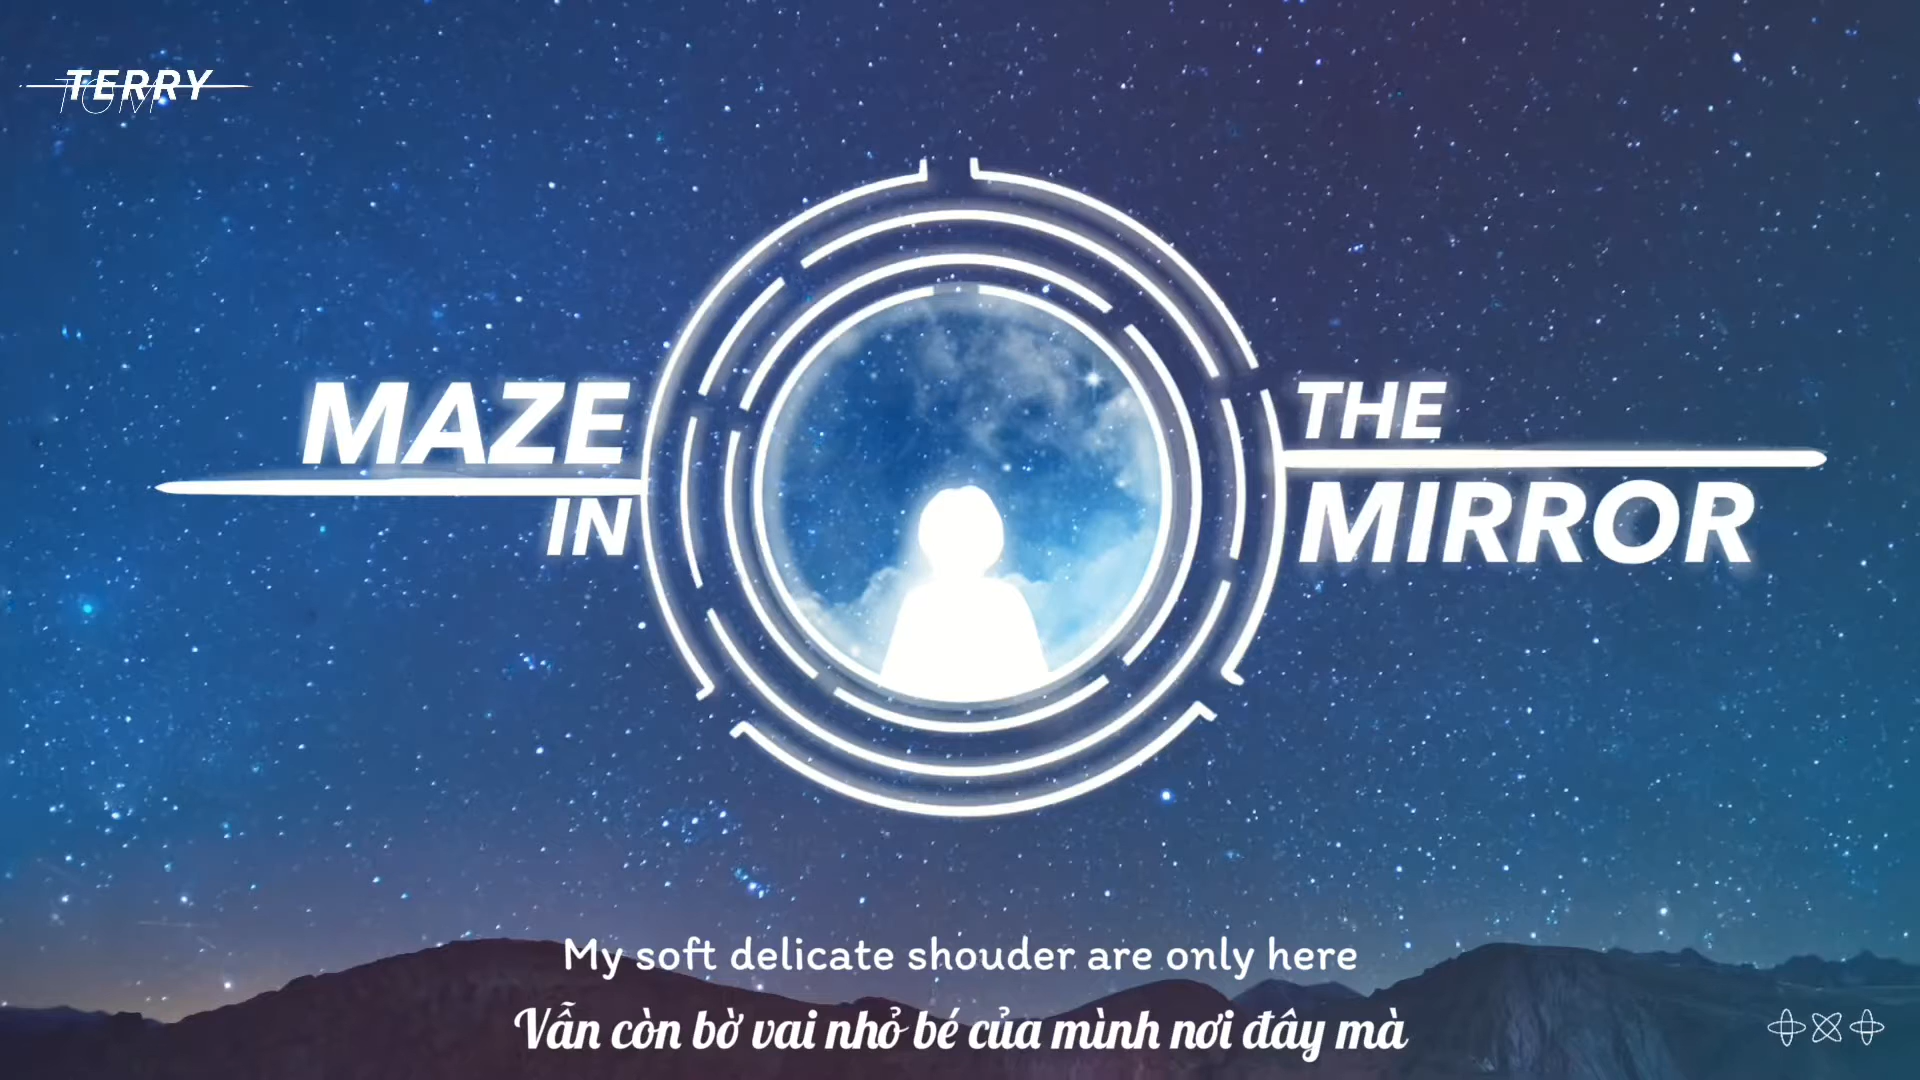 TERRY
TOM
MAZE
IN
THE
MIRROR
My soft delicate shouder are only here
Vẫn còn bờ vai nhỏ bé của mình nơi đây mà